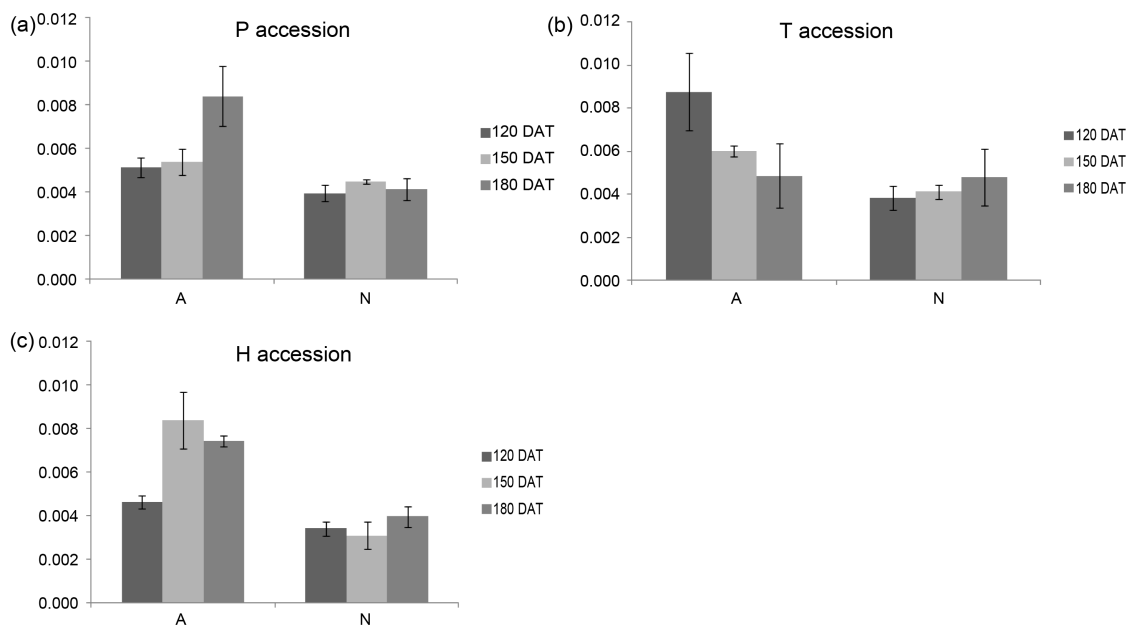 (a)
P accession
0.012
0.010
0.008
0.006
0.004
0.002
0.000
A
N
120 DAT
150 DAT
180 DAT
(b)
T accession
0.012
0.010
0.008
0.006
0.004
0.002
0.000
A
N
120 DAT
150 DAT
180 DAT
(c)
H accession
0.012
0.010
0.008
0.006
0.004
0.002
0.000
A
N
120 DAT
150 DAT
180 DAT